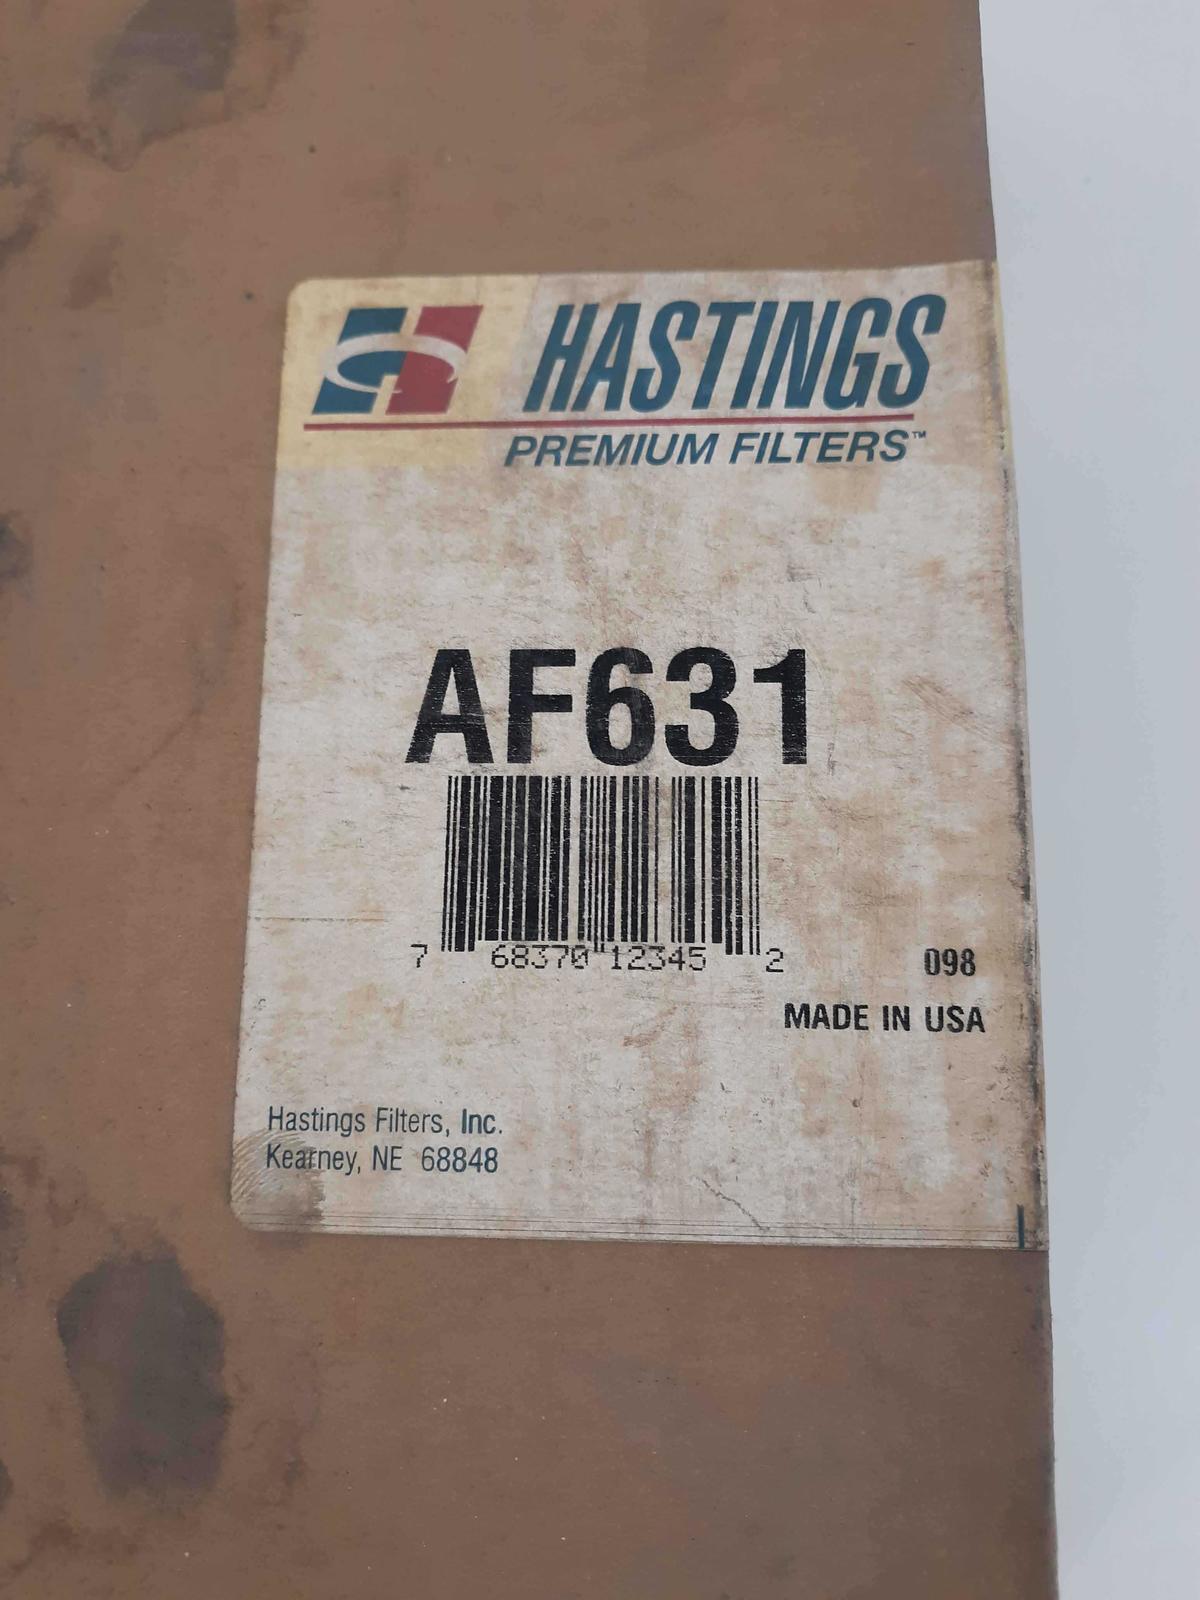 HASTINGS
PREMIUM FILTERS™
AF631
7 68370 12345 2
098
MADE IN USA
Hastings Filters, Inc.
Kearney, NE 68848